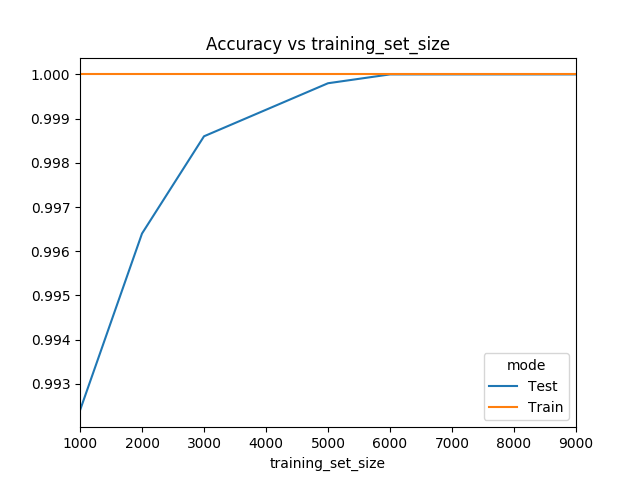 Accuracy vs training_set_size
1.000
0.999
0.998
0.997
0.996
0.995
0.994
0.993
mode
Test
Train
1000 2000 3000 4000 5000 6000 7000 8000 9000
training_set_size